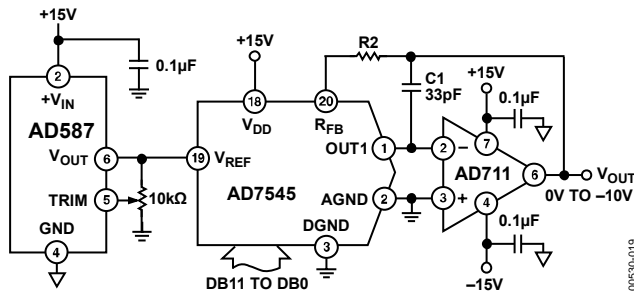 +15V
2
+VIN
0.1µF
AD587
VOUT
6
TRIM
5
10kΩ
GND
4
+15V
18
VDD
20
RFB
19
VREF
AD7545
OUT1
1
AGND
2
DGND
3
DB11 TO DB0
R2
C1
33pF
+15V
0.1µF
7
2
–
AD711
6
VOUT
0V TO –10V
3
+
4
0.1µF
–15V
00530-019